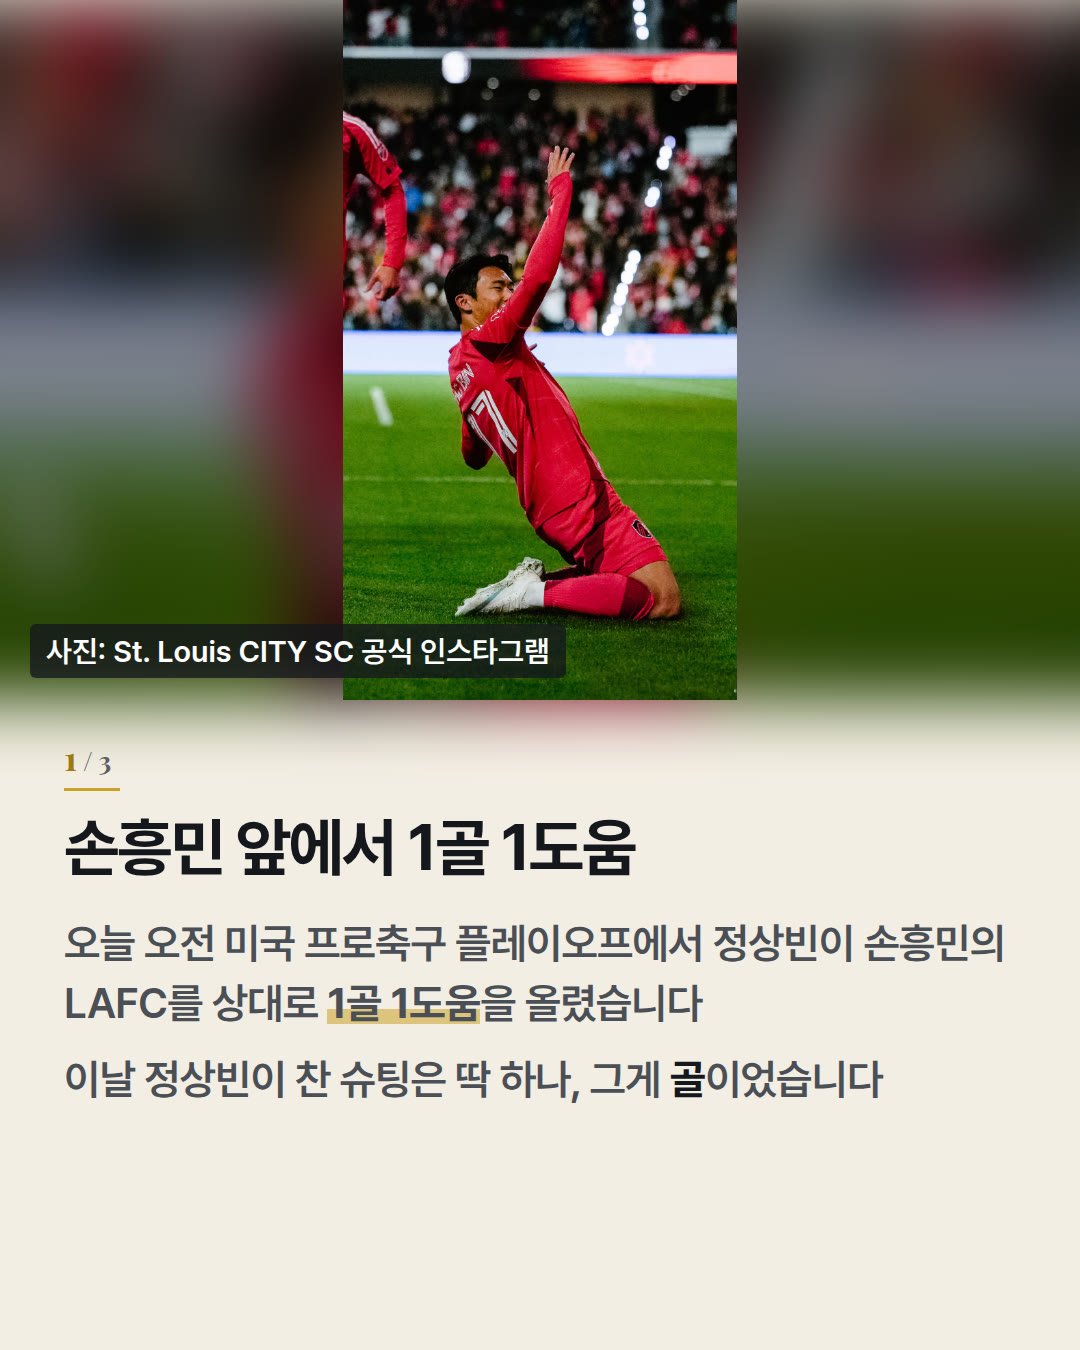 17
사진: St. Louis CITY SC 공식 인스타그램
1 / 3
손흥민 앞에서 1골 1도움
오늘 오전 미국 프로축구 플레이오프에서 정상빈이 손흥민의
LAFC를 상대로 1골 1도움을 올렸습니다
이날 정상빈이 찬 슈팅은 딱 하나, 그게 골이었습니다